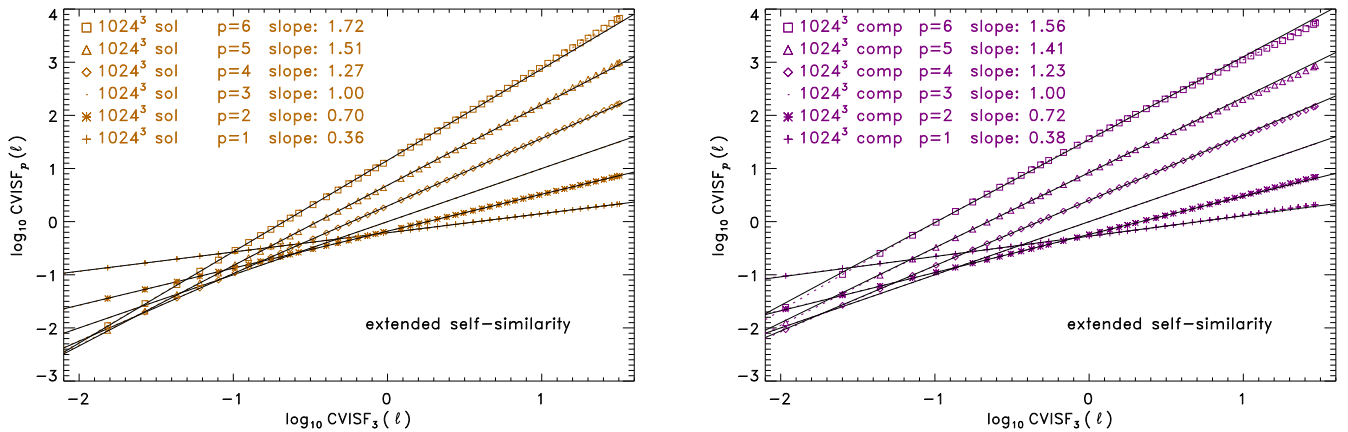 1024³ sol p=6 slope: 1.72
1024³ sol p=5 slope: 1.51
1024³ sol p=4 slope: 1.27
1024³ sol p=3 slope: 1.00
1024³ sol p=2 slope: 0.70
1024³ sol p=1 slope: 0.36
4
3
2
1
0
−1
−2
−3
log₁₀ CVISFₚ(ℓ)
extended self−similarity
−2 −1 0 1
log₁₀ CVISF₃(ℓ)
1024³ comp p=6 slope: 1.56
1024³ comp p=5 slope: 1.41
1024³ comp p=4 slope: 1.23
1024³ comp p=3 slope: 1.00
1024³ comp p=2 slope: 0.72
1024³ comp p=1 slope: 0.38
4
3
2
1
0
−1
−2
−3
log₁₀ CVISFₚ(ℓ)
extended self−similarity
−2 −1 0 1
log₁₀ CVISF₃(ℓ)